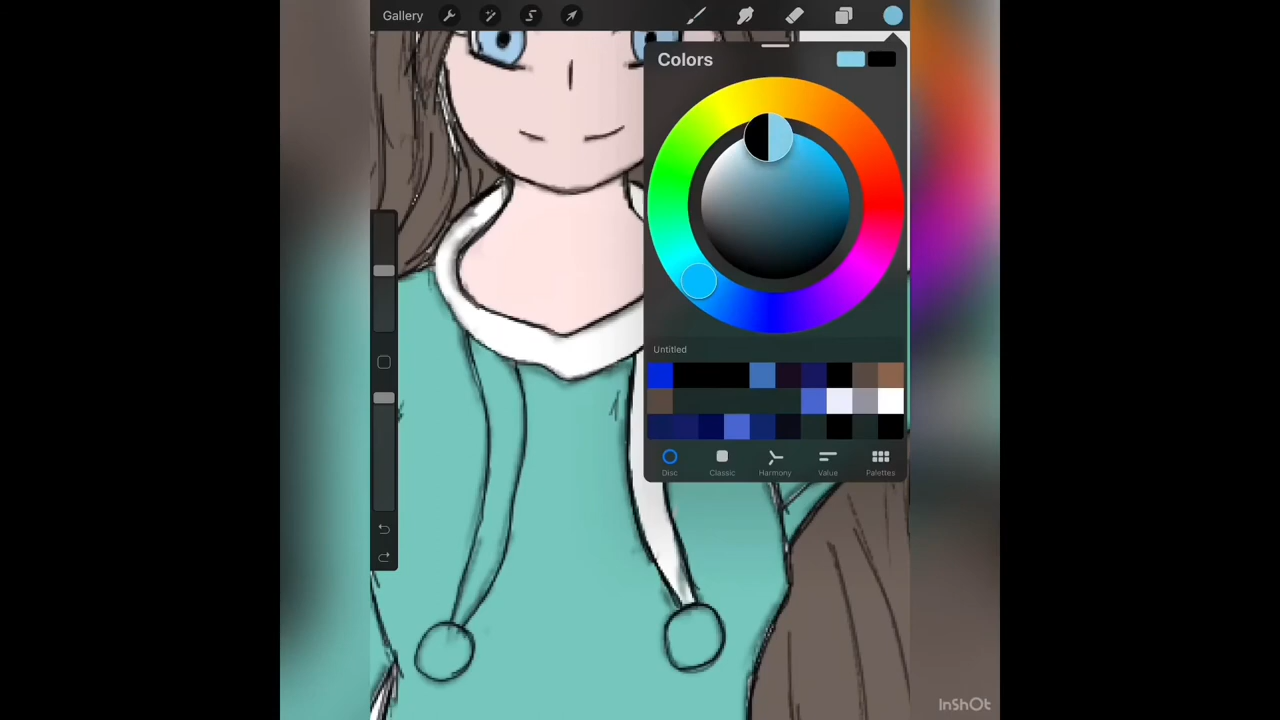 Gallery
Colors
Untitled
Disc Classic Harmony Value Palettes
InShOt